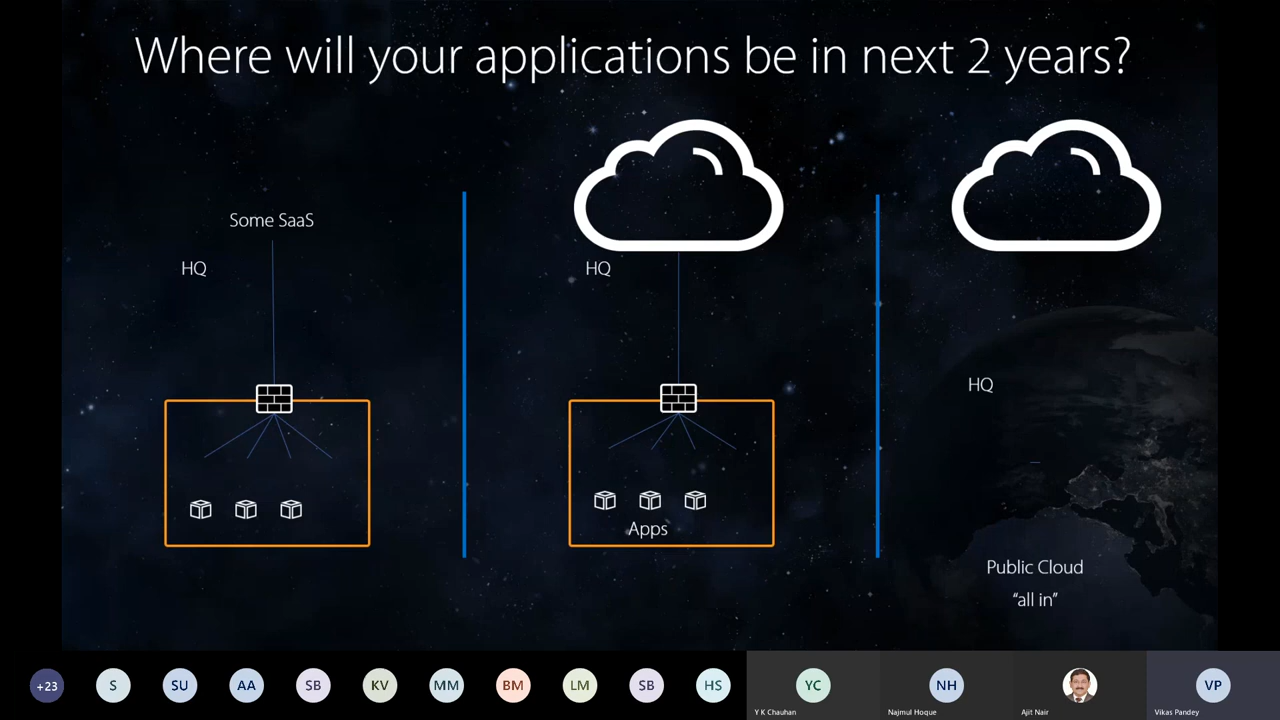 Where will your applications be in next 2 years?
Some SaaS
HQ
HQ
Apps
HQ
Public Cloud
“all in”
+23
S
SU
AA
SB
KV
MM
BM
LM
SB
HS
YC
Y K Chauhan
NH
Najmul Hoque
Ajit Nair
VP
Vikas Pandey